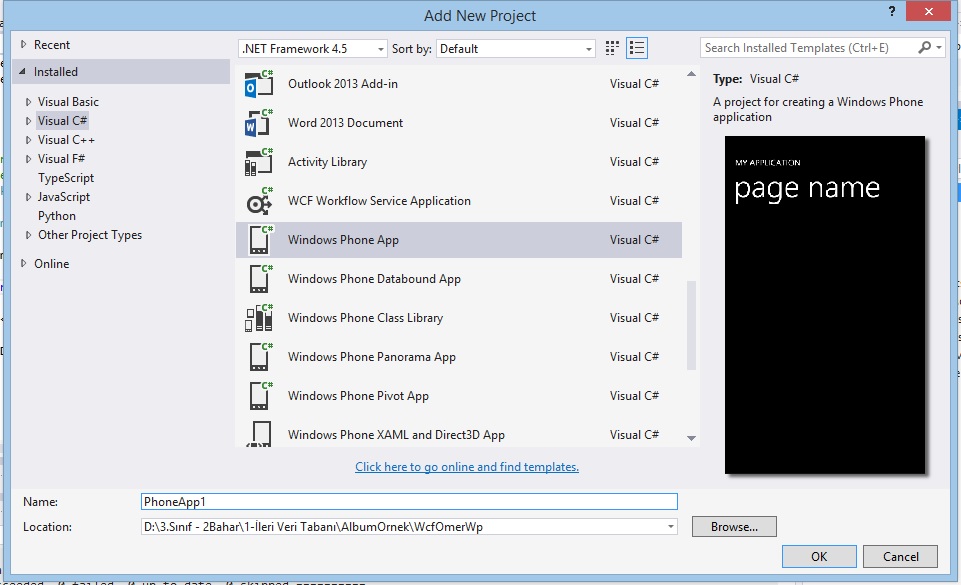 Add New Project
?
Recent
Installed
Visual Basic
Visual C#
Visual C++
Visual F#
TypeScript
JavaScript
Python
Other Project Types
Online
.NET Framework 4.5
Sort by:
Default
Outlook 2013 Add-in Visual C#
Word 2013 Document Visual C#
Activity Library Visual C#
WCF Workflow Service Application Visual C#
Windows Phone App Visual C#
Windows Phone Databound App Visual C#
Windows Phone Class Library Visual C#
Windows Phone Panorama App Visual C#
Windows Phone Pivot App Visual C#
Windows Phone XAML and Direct3D App Visual C#
Click here to go online and find templates.
Search Installed Templates (Ctrl+E)
Type: Visual C#
A project for creating a Windows Phone
application
MY APPLICATION
page name
Name: PhoneApp1
Location: D:\3.Sınıf - 2Bahar\1-İleri Veri Tabanı\AlbumOrnek\WcfOmerWp
Browse...
OK
Cancel